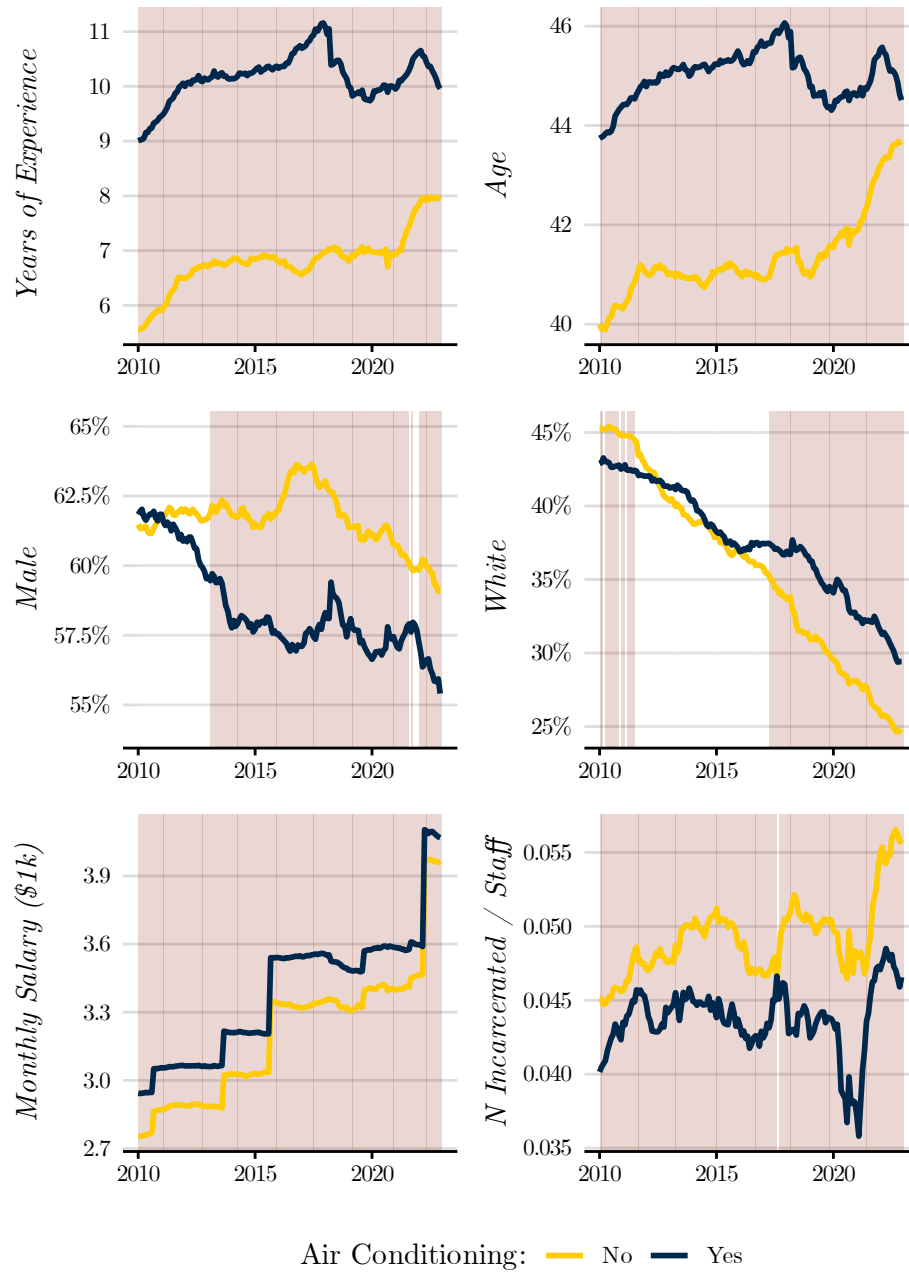 Years of Experience
11
10
9
8
7
6
2010 2015 2020
Age
46
44
42
40
2010 2015 2020
Male
65%
62.5%
60%
57.5%
55%
2010 2015 2020
White
45%
40%
35%
30%
25%
2010 2015 2020
Monthly Salary ($1k)
3.9
3.6
3.3
3.0
2.7
2010 2015 2020
N Incarcerated / Staff
0.055
0.050
0.045
0.040
0.035
2010 2015 2020
Air Conditioning: No Yes